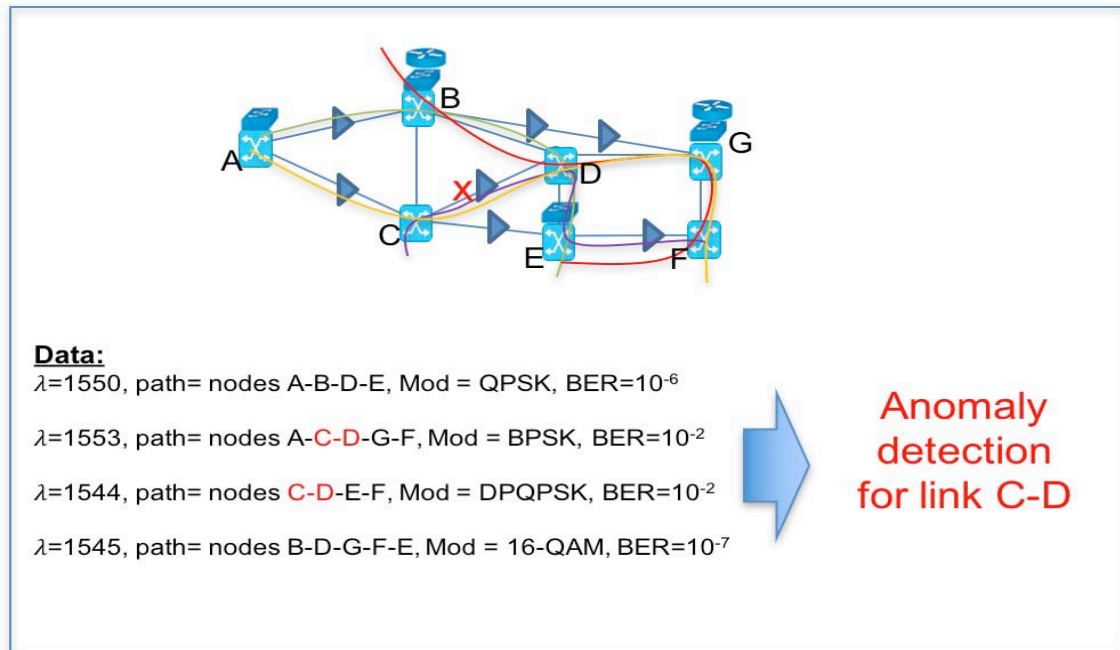 B
G
A
X
D
C
E
F
Data:
λ=1550, path= nodes A-B-D-E, Mod = QPSK, BER=10⁻⁶
λ=1553, path= nodes A-C-D-G-F, Mod = BPSK, BER=10⁻²
λ=1544, path= nodes C-D-E-F, Mod = DPQPSK, BER=10⁻²
λ=1545, path= nodes B-D-G-F-E, Mod = 16-QAM, BER=10⁻⁷
Anomaly
detection
for link C-D